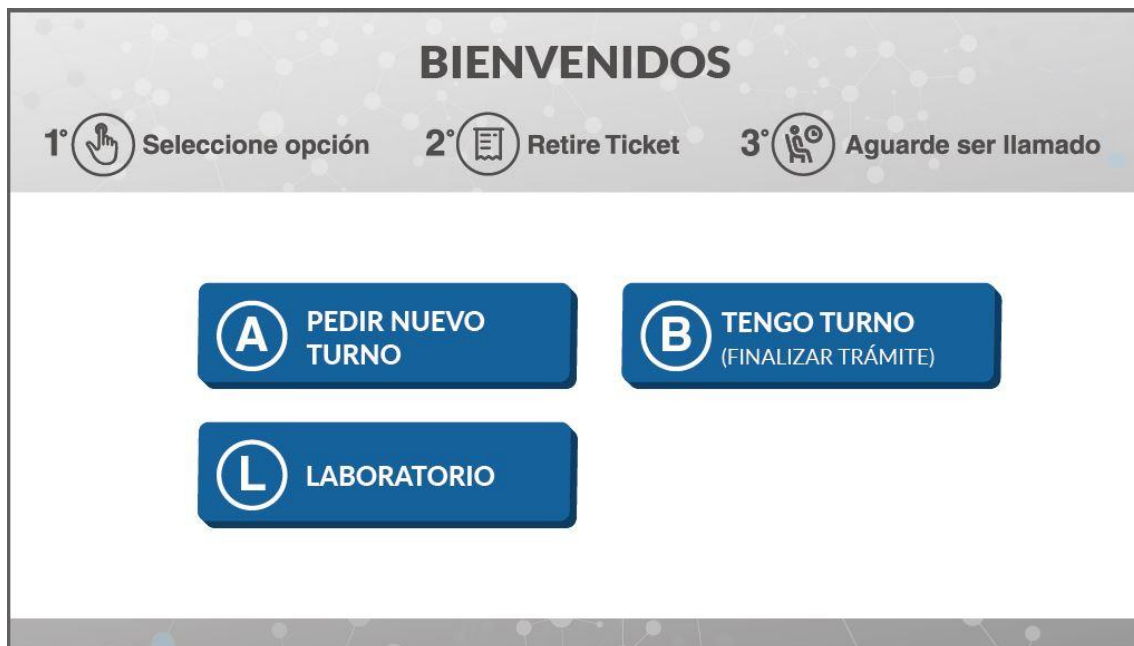 BIENVENIDOS
1° Seleccione opción
2° Retire Ticket
3° Aguarde ser llamado
A PEDIR NUEVO
TURNO
B TENGO TURNO
(FINALIZAR TRÁMITE)
L LABORATORIO